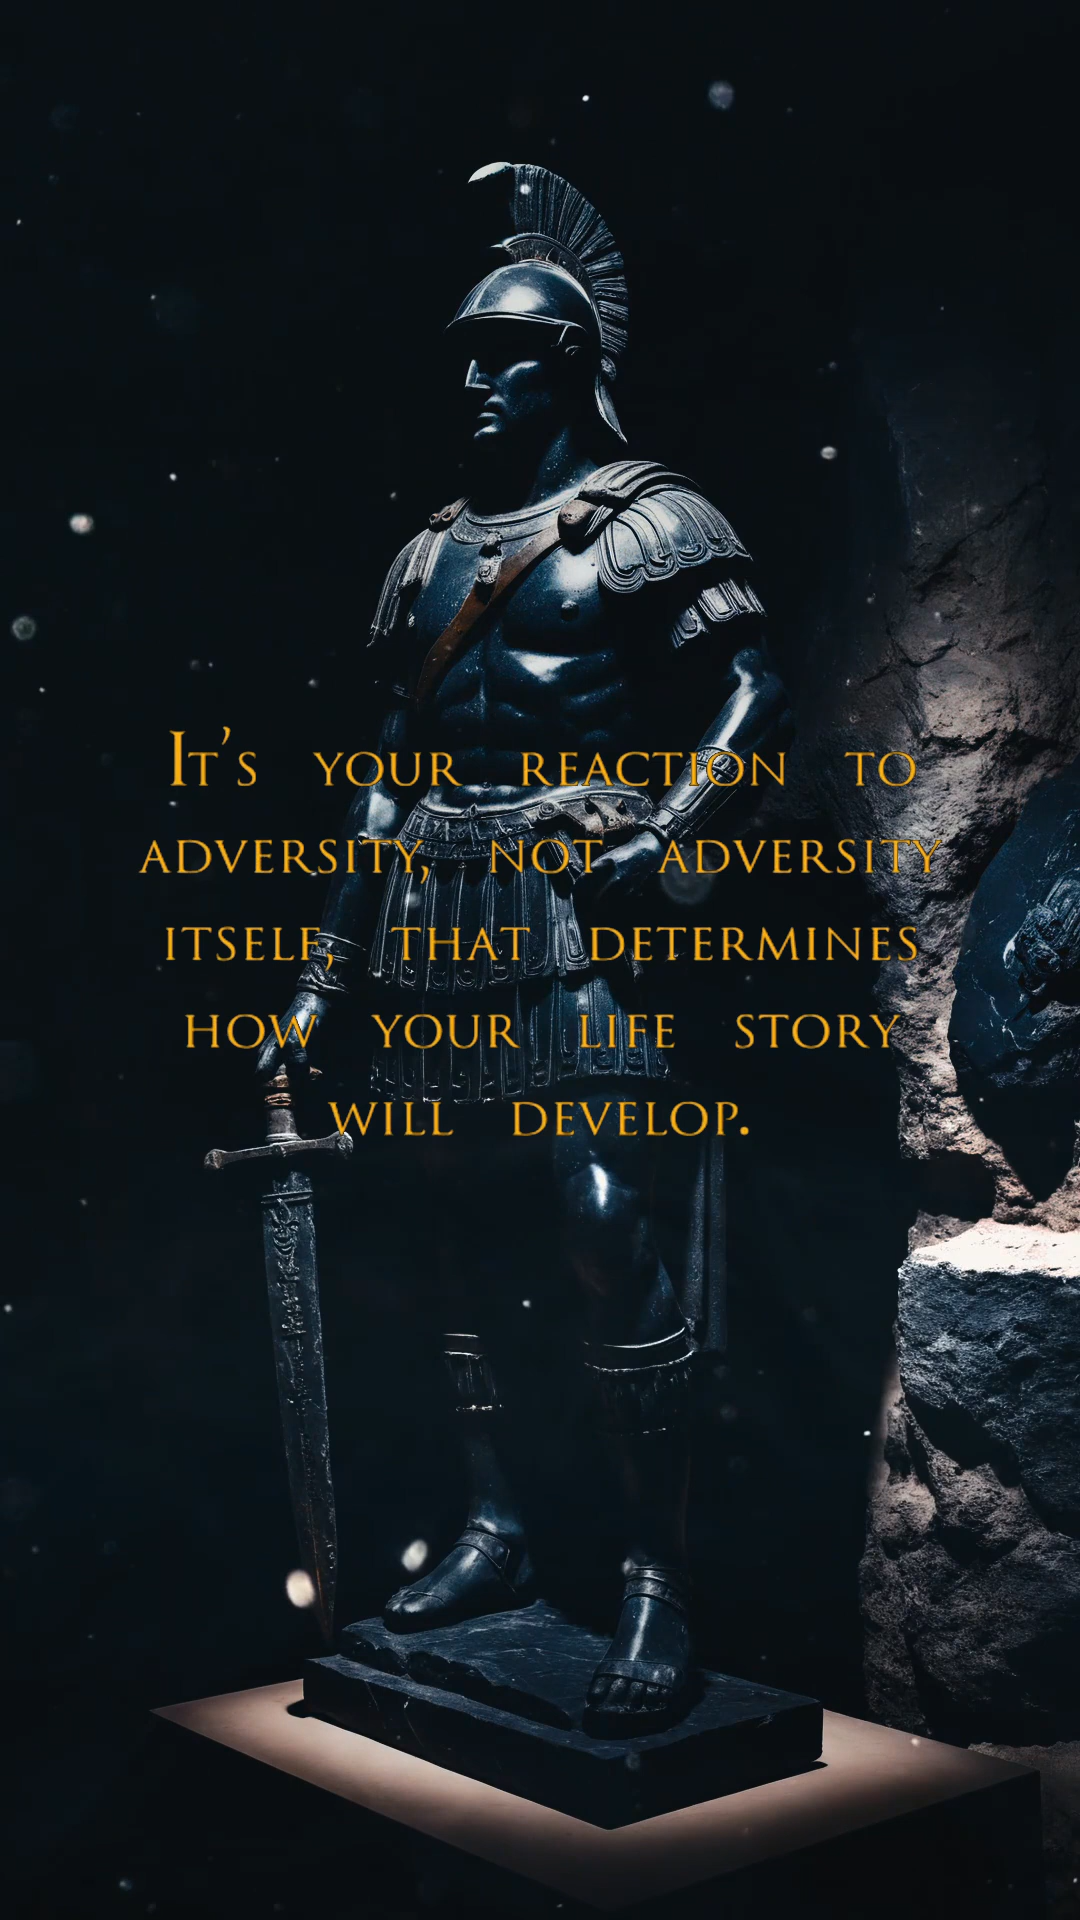 It's your reaction to
adversity, not adversity
itself, that determines
how your life story
will develop.